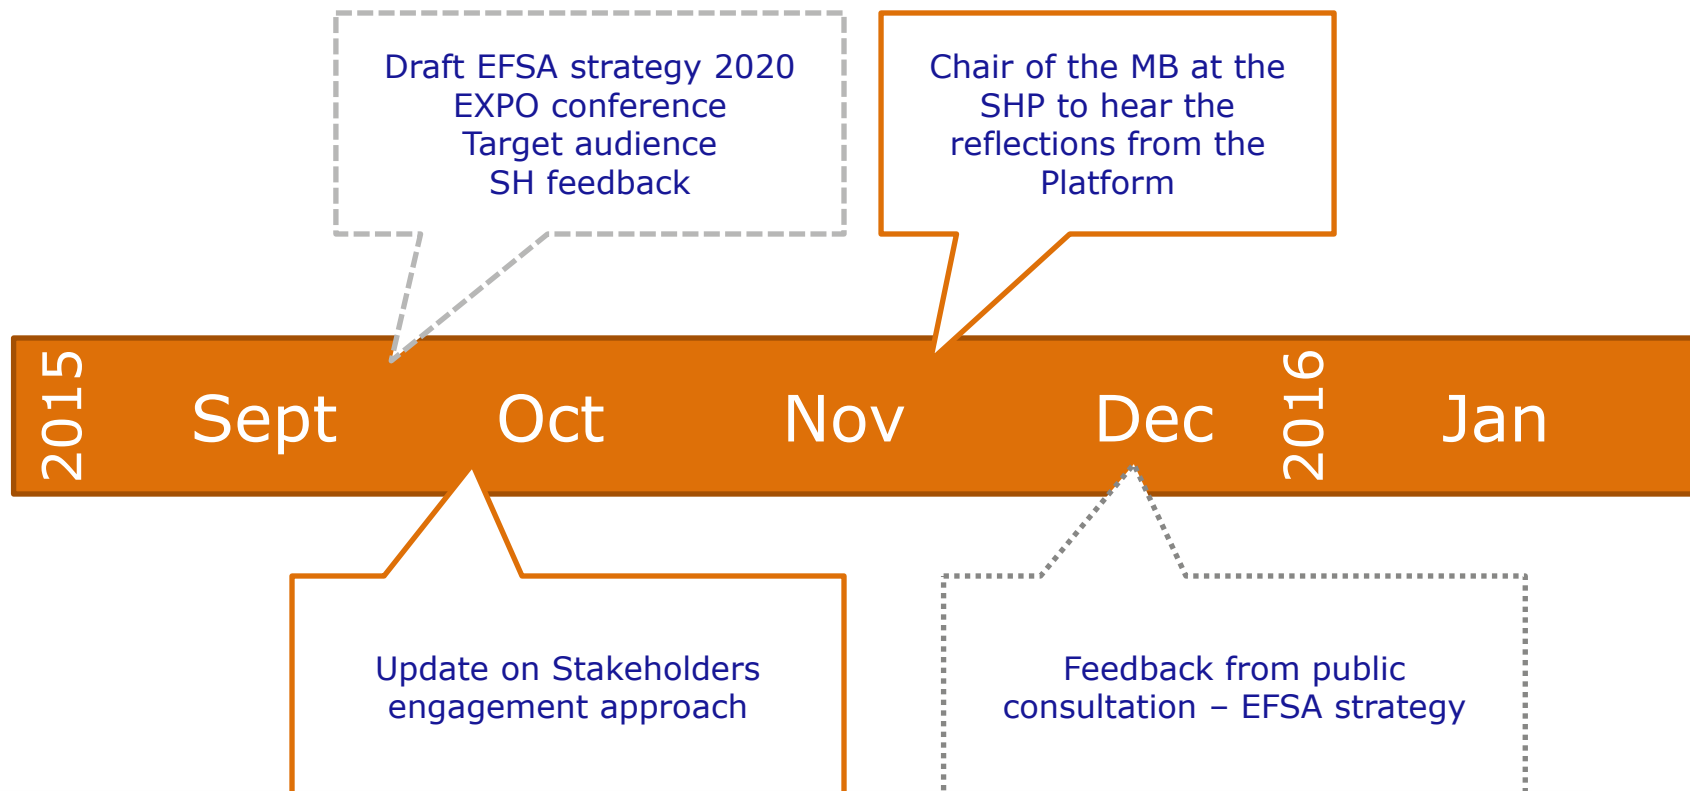 Draft EFSA strategy 2020
EXPO conference
Target audience
SH feedback
Chair of the MB at the
SHP to hear the
reflections from the
Platform
2015
Sept
Oct
Nov
Dec
2016
Jan
Update on Stakeholders
engagement approach
Feedback from public
consultation – EFSA strategy